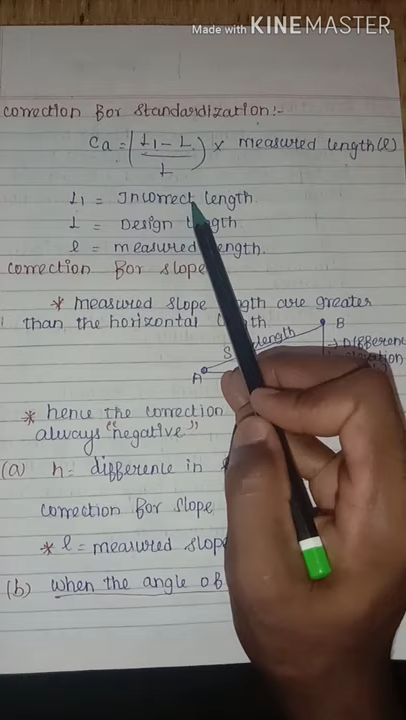 Made with KINEMASTER
Correction for Standardization:-
Ca = (L1 - L / L) x measured length(l)
L1 = Incorrect length
L = Design length
l = measured length.
Correction for slope
* measured slope length are greater
than the horizontal length
B
length
S
→ Difference
A
* hence the correction
always "negative"
(a) h = difference in
correction for slope
* l = measured slope
(b) when the angle of